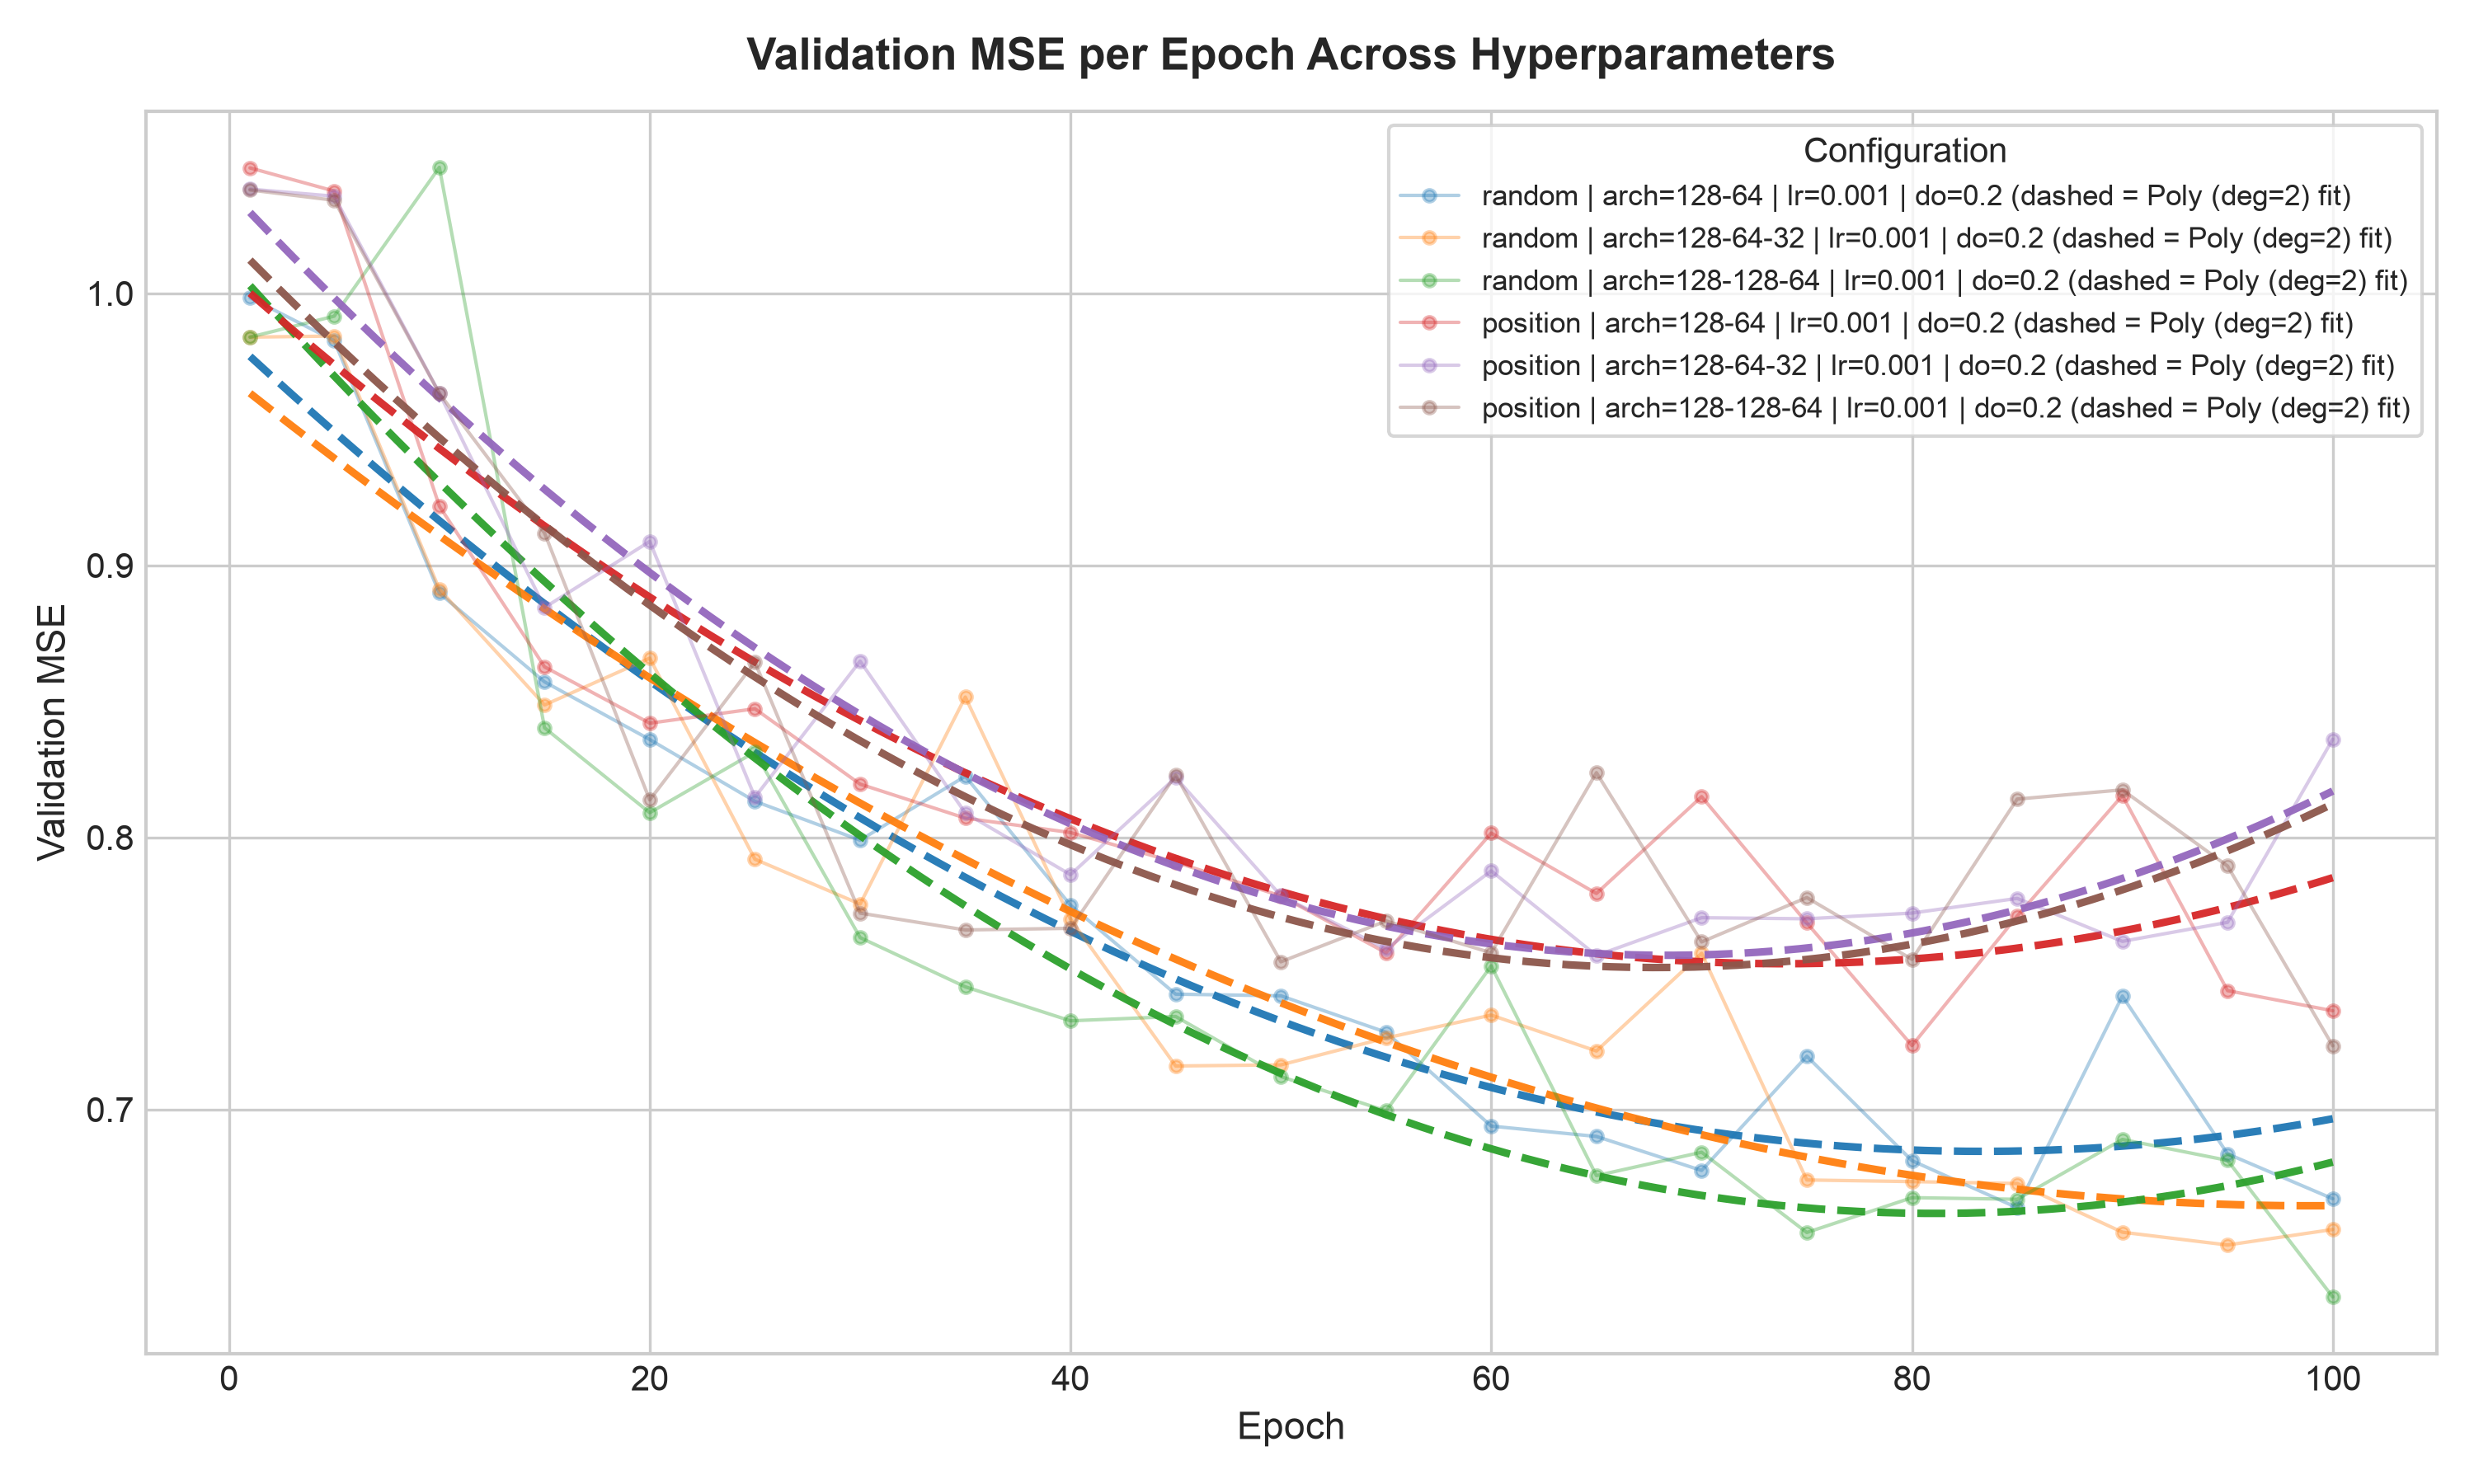 Validation MSE per Epoch Across Hyperparameters
Configuration
random | arch=128-64 | lr=0.001 | do=0.2 (dashed = Poly (deg=2) fit)
random | arch=128-64-32 | lr=0.001 | do=0.2 (dashed = Poly (deg=2) fit)
random | arch=128-128-64 | lr=0.001 | do=0.2 (dashed = Poly (deg=2) fit)
position | arch=128-64 | lr=0.001 | do=0.2 (dashed = Poly (deg=2) fit)
position | arch=128-64-32 | lr=0.001 | do=0.2 (dashed = Poly (deg=2) fit)
position | arch=128-128-64 | lr=0.001 | do=0.2 (dashed = Poly (deg=2) fit)
Validation MSE
1.0
0.9
0.8
0.7
0
20
40
60
80
100
Epoch